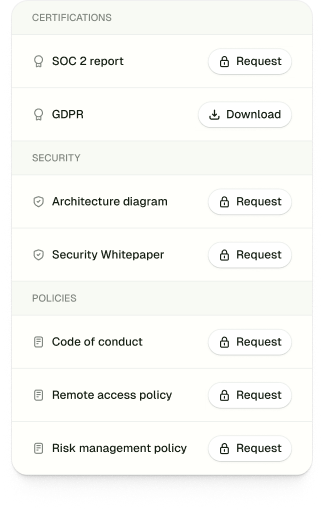 CERTIFICATIONS
SOC 2 report Request
GDPR Download
SECURITY
Architecture diagram Request
Security Whitepaper Request
POLICIES
Code of conduct Request
Remote access policy Request
Risk management policy Request